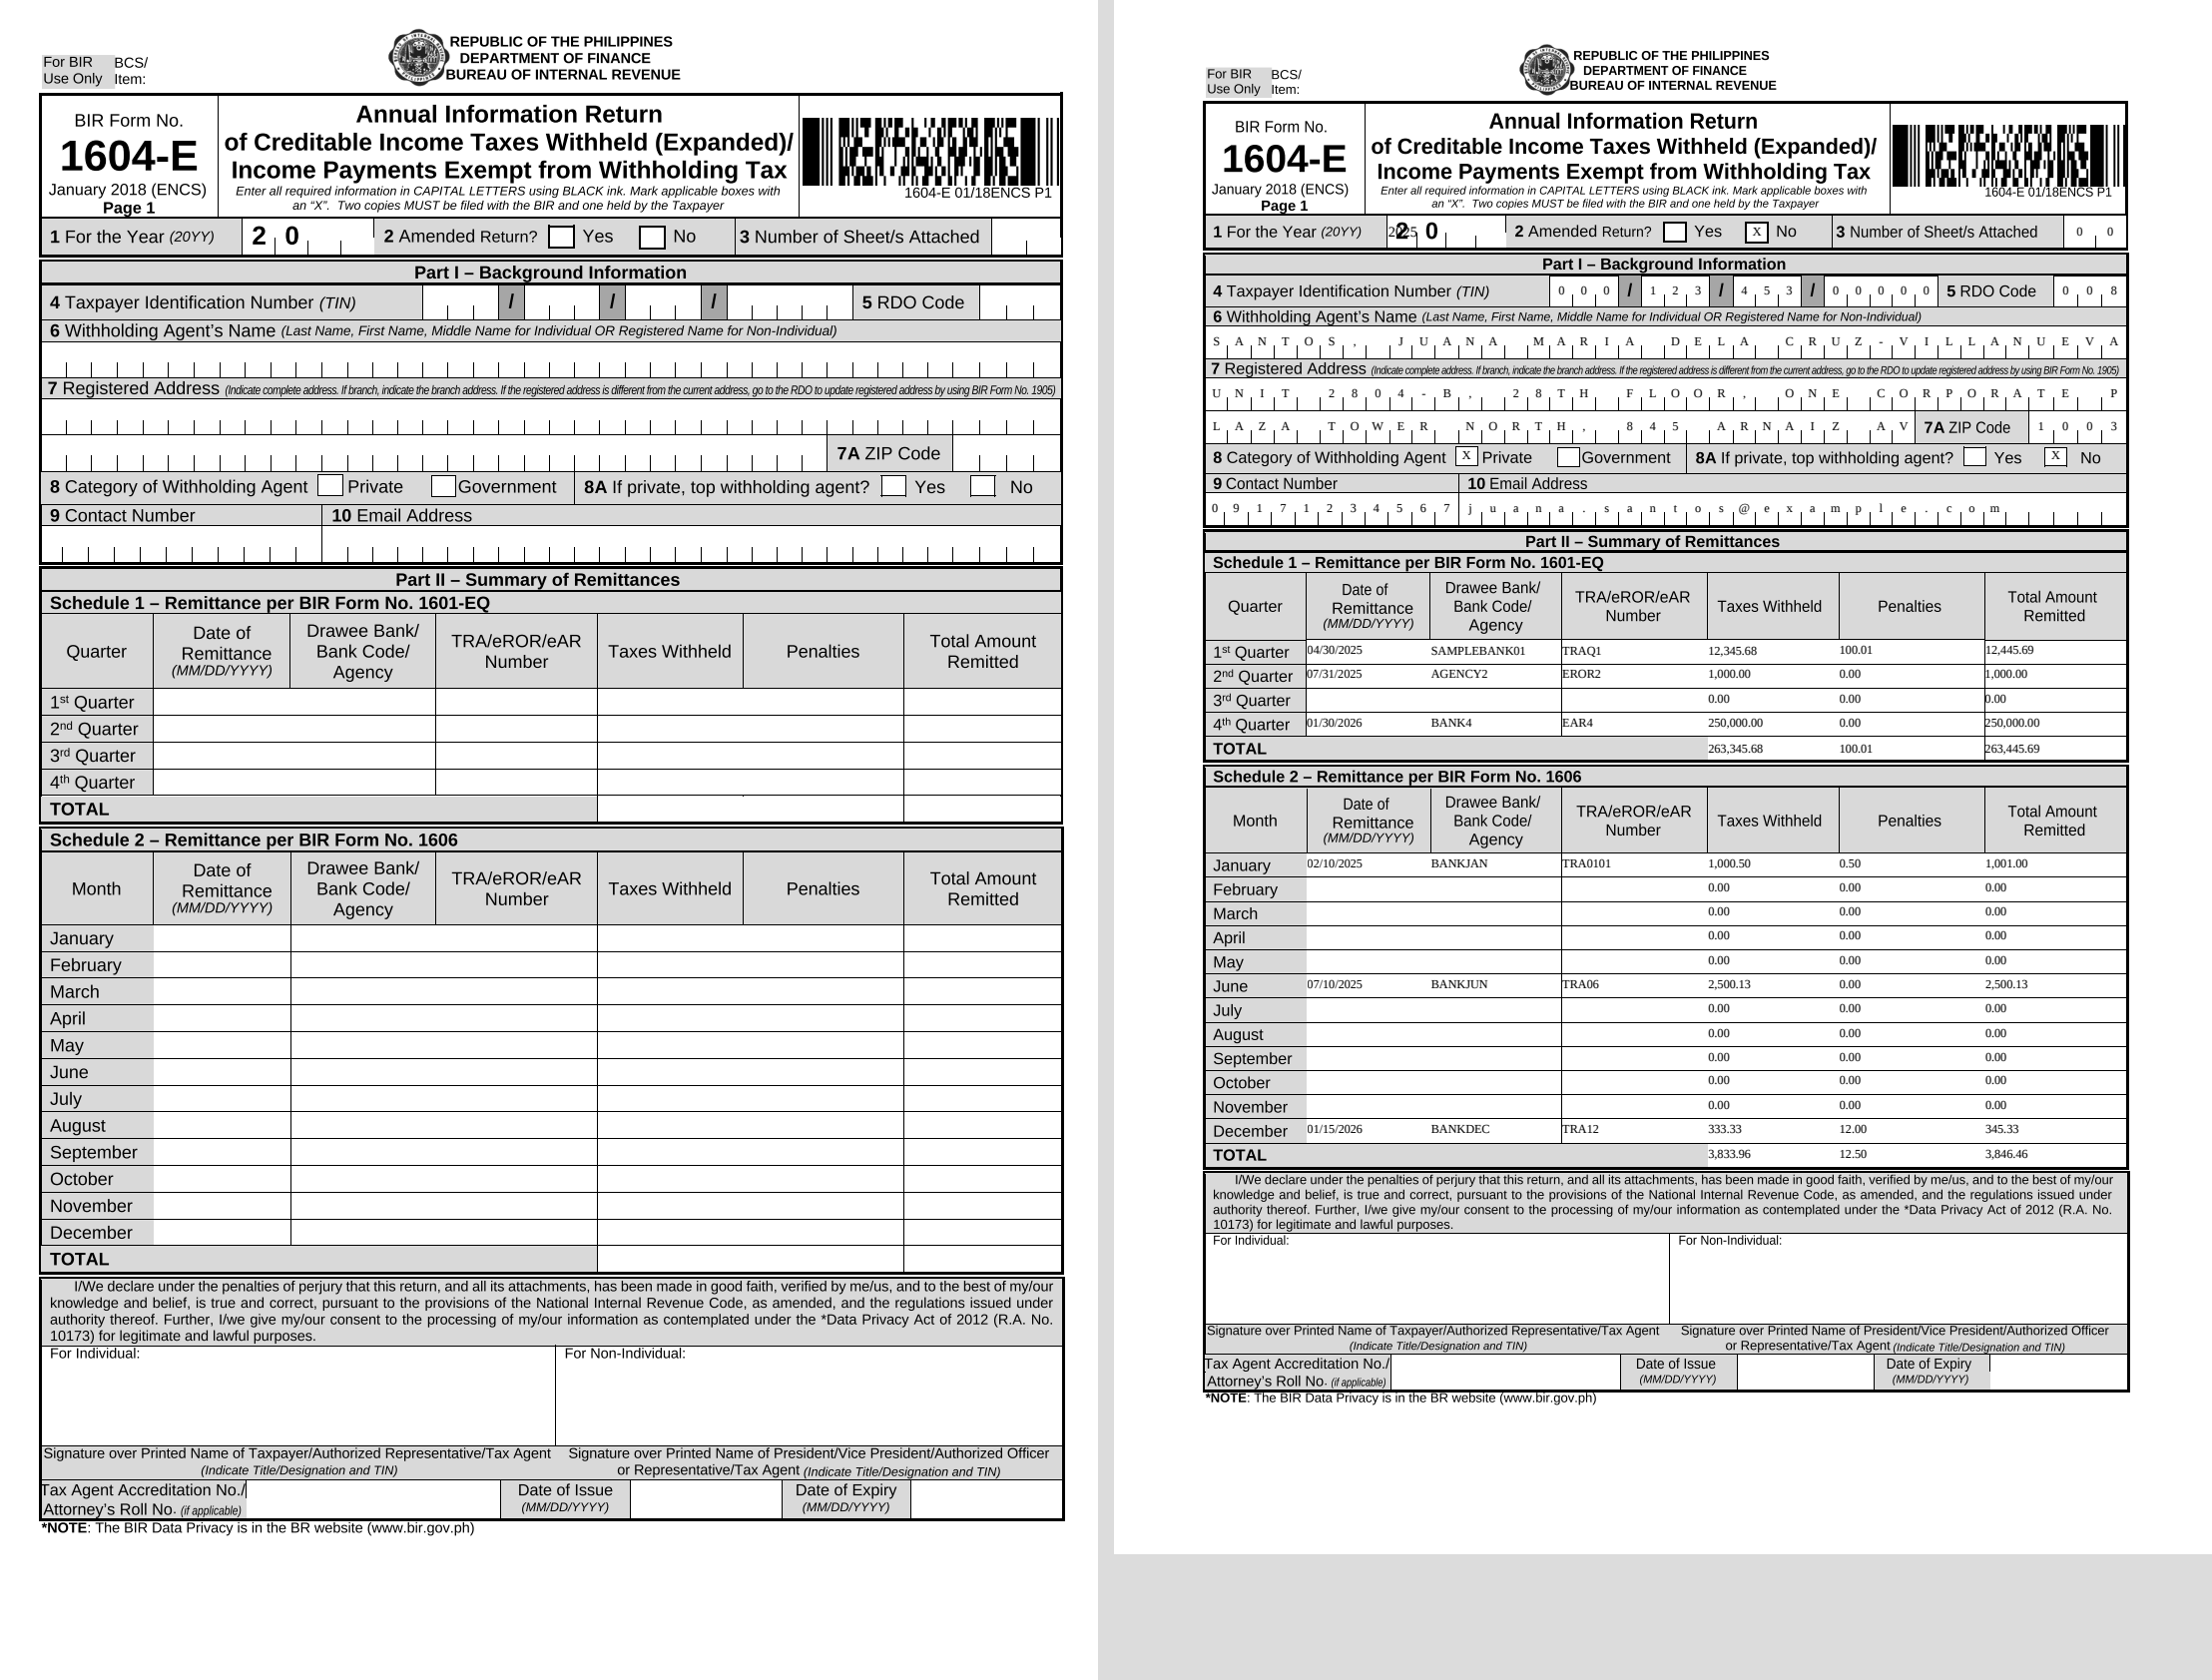 For BIR BCS/
Use Only Item:
REPUBLIC OF THE PHILIPPINES
DEPARTMENT OF FINANCE
BUREAU OF INTERNAL REVENUE
BIR Form No.
1604-E
January 2018 (ENCS)
Page 1
Annual Information Return
of Creditable Income Taxes Withheld (Expanded)/
Income Payments Exempt from Withholding Tax
Enter all required information in CAPITAL LETTERS using BLACK ink. Mark applicable boxes with
an “X”. Two copies MUST be filed with the BIR and one held by the Taxpayer
1604-E 01/18ENCS P1
1 For the Year (20YY) 2 0 2 Amended Return? Yes No 3 Number of Sheet/s Attached
Part I – Background Information
4 Taxpayer Identification Number (TIN) / / / 5 RDO Code
6 Withholding Agent’s Name (Last Name, First Name, Middle Name for Individual OR Registered Name for Non-Individual)
7 Registered Address (Indicate complete address. If branch, indicate the branch address. If the registered address is different from the current address, go to the RDO to update registered address by using BIR Form No. 1905)
7A ZIP Code
8 Category of Withholding Agent Private Government 8A If private, top withholding agent? Yes No
9 Contact Number 10 Email Address
Part II – Summary of Remittances
Schedule 1 – Remittance per BIR Form No. 1601-EQ
Quarter Date of Remittance (MM/DD/YYYY) Drawee Bank/ Bank Code/ Agency TRA/eROR/eAR Number Taxes Withheld Penalties Total Amount Remitted
1st Quarter
2nd Quarter
3rd Quarter
4th Quarter
TOTAL
Schedule 2 – Remittance per BIR Form No. 1606
Month Date of Remittance (MM/DD/YYYY) Drawee Bank/ Bank Code/ Agency TRA/eROR/eAR Number Taxes Withheld Penalties Total Amount Remitted
January
February
March
April
May
June
July
August
September
October
November
December
TOTAL
I/We declare under the penalties of perjury that this return, and all its attachments, has been made in good faith, verified by me/us, and to the best of my/our
knowledge and belief, is true and correct, pursuant to the provisions of the National Internal Revenue Code, as amended, and the regulations issued under
authority thereof. Further, I/we give my/our consent to the processing of my/our information as contemplated under the *Data Privacy Act of 2012 (R.A. No.
10173) for legitimate and lawful purposes.
For Individual: For Non-Individual:
Signature over Printed Name of Taxpayer/Authorized Representative/Tax Agent Signature over Printed Name of President/Vice President/Authorized Officer
(Indicate Title/Designation and TIN) or Representative/Tax Agent (Indicate Title/Designation and TIN)
Tax Agent Accreditation No./ Date of Issue Date of Expiry
Attorney’s Roll No. (if applicable) (MM/DD/YYYY) (MM/DD/YYYY)
*NOTE: The BIR Data Privacy is in the BR website (www.bir.gov.ph)
For BIR BCS/
Use Only Item:
REPUBLIC OF THE PHILIPPINES
DEPARTMENT OF FINANCE
BUREAU OF INTERNAL REVENUE
BIR Form No.
1604-E
January 2018 (ENCS)
Page 1
Annual Information Return
of Creditable Income Taxes Withheld (Expanded)/
Income Payments Exempt from Withholding Tax
Enter all required information in CAPITAL LETTERS using BLACK ink. Mark applicable boxes with
an “X”. Two copies MUST be filed with the BIR and one held by the Taxpayer
1604-E 01/18ENCS P1
1 For the Year (20YY) 2025 2 0 2 Amended Return? Yes X No 3 Number of Sheet/s Attached 0 0
Part I – Background Information
4 Taxpayer Identification Number (TIN) 0 0 0 / 1 2 3 / 4 5 3 / 0 0 0 0 0 5 RDO Code 0 0 8
6 Withholding Agent’s Name (Last Name, First Name, Middle Name for Individual OR Registered Name for Non-Individual)
S A N T O S , J U A N A M A R I A D E L A C R U Z - V I L L A N U E V A
7 Registered Address (Indicate complete address. If branch, indicate the branch address. If the registered address is different from the current address, go to the RDO to update registered address by using BIR Form No. 1905)
U N I T 2 8 0 4 - B , 2 8 T H F L O O R , O N E C O R P O R A T E P
L A Z A T O W E R N O R T H , 8 4 5 A R N A I Z A V 7A ZIP Code 1 0 0 3
8 Category of Withholding Agent X Private Government 8A If private, top withholding agent? Yes X No
9 Contact Number 10 Email Address
0 9 1 7 1 2 3 4 5 6 7 j u a n a . s a n t o s @ e x a m p l e . c o m
Part II – Summary of Remittances
Schedule 1 – Remittance per BIR Form No. 1601-EQ
Quarter Date of Remittance (MM/DD/YYYY) Drawee Bank/ Bank Code/ Agency TRA/eROR/eAR Number Taxes Withheld Penalties Total Amount Remitted
1st Quarter 04/30/2025 SAMPLEBANK01 TRAQ1 12,345.68 100.01 12,445.69
2nd Quarter 07/31/2025 AGENCY2 EROR2 1,000.00 0.00 1,000.00
3rd Quarter 0.00 0.00 0.00
4th Quarter 01/30/2026 BANK4 EAR4 250,000.00 0.00 250,000.00
TOTAL 263,345.68 100.01 263,445.69
Schedule 2 – Remittance per BIR Form No. 1606
Month Date of Remittance (MM/DD/YYYY) Drawee Bank/ Bank Code/ Agency TRA/eROR/eAR Number Taxes Withheld Penalties Total Amount Remitted
January 02/10/2025 BANKJAN TRA0101 1,000.50 0.50 1,001.00
February 0.00 0.00 0.00
March 0.00 0.00 0.00
April 0.00 0.00 0.00
May 0.00 0.00 0.00
June 07/10/2025 BANKJUN TRA06 2,500.13 0.00 2,500.13
July 0.00 0.00 0.00
August 0.00 0.00 0.00
September 0.00 0.00 0.00
October 0.00 0.00 0.00
November 0.00 0.00 0.00
December 01/15/2026 BANKDEC TRA12 333.33 12.00 345.33
TOTAL 3,833.96 12.50 3,846.46
I/We declare under the penalties of perjury that this return, and all its attachments, has been made in good faith, verified by me/us, and to the best of my/our
knowledge and belief, is true and correct, pursuant to the provisions of the National Internal Revenue Code, as amended, and the regulations issued under
authority thereof. Further, I/we give my/our consent to the processing of my/our information as contemplated under the *Data Privacy Act of 2012 (R.A. No.
10173) for legitimate and lawful purposes.
For Individual: For Non-Individual:
Signature over Printed Name of Taxpayer/Authorized Representative/Tax Agent Signature over Printed Name of President/Vice President/Authorized Officer
(Indicate Title/Designation and TIN) or Representative/Tax Agent (Indicate Title/Designation and TIN)
Tax Agent Accreditation No./ Date of Issue Date of Expiry
Attorney’s Roll No. (if applicable) (MM/DD/YYYY) (MM/DD/YYYY)
*NOTE: The BIR Data Privacy is in the BR website (www.bir.gov.ph)